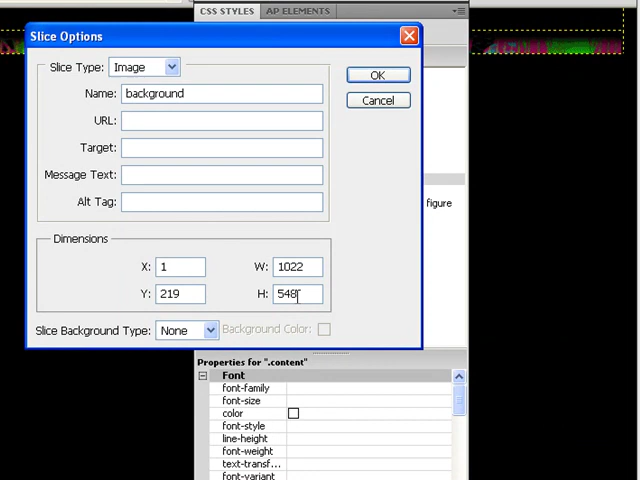 CSS STYLES AP ELEMENTS
Slice Options
Slice Type: Image
Name: background
OK
URL:
Cancel
Target:
Message Text:
Alt Tag:
figure
Dimensions
X: 1 W: 1022
Y: 219 H: 548
Slice Background Type: None Background Color:
Properties for ".content"
Font
font-family
font-size
color
font-style
line-height
font-weight
text-transf...
font-variant